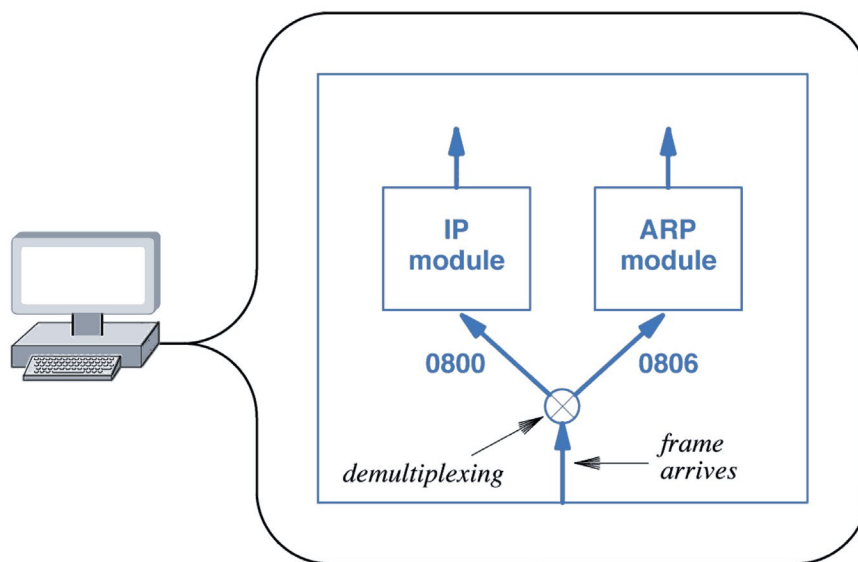 IP
module
ARP
module
0800
0806
demultiplexing
frame
arrives